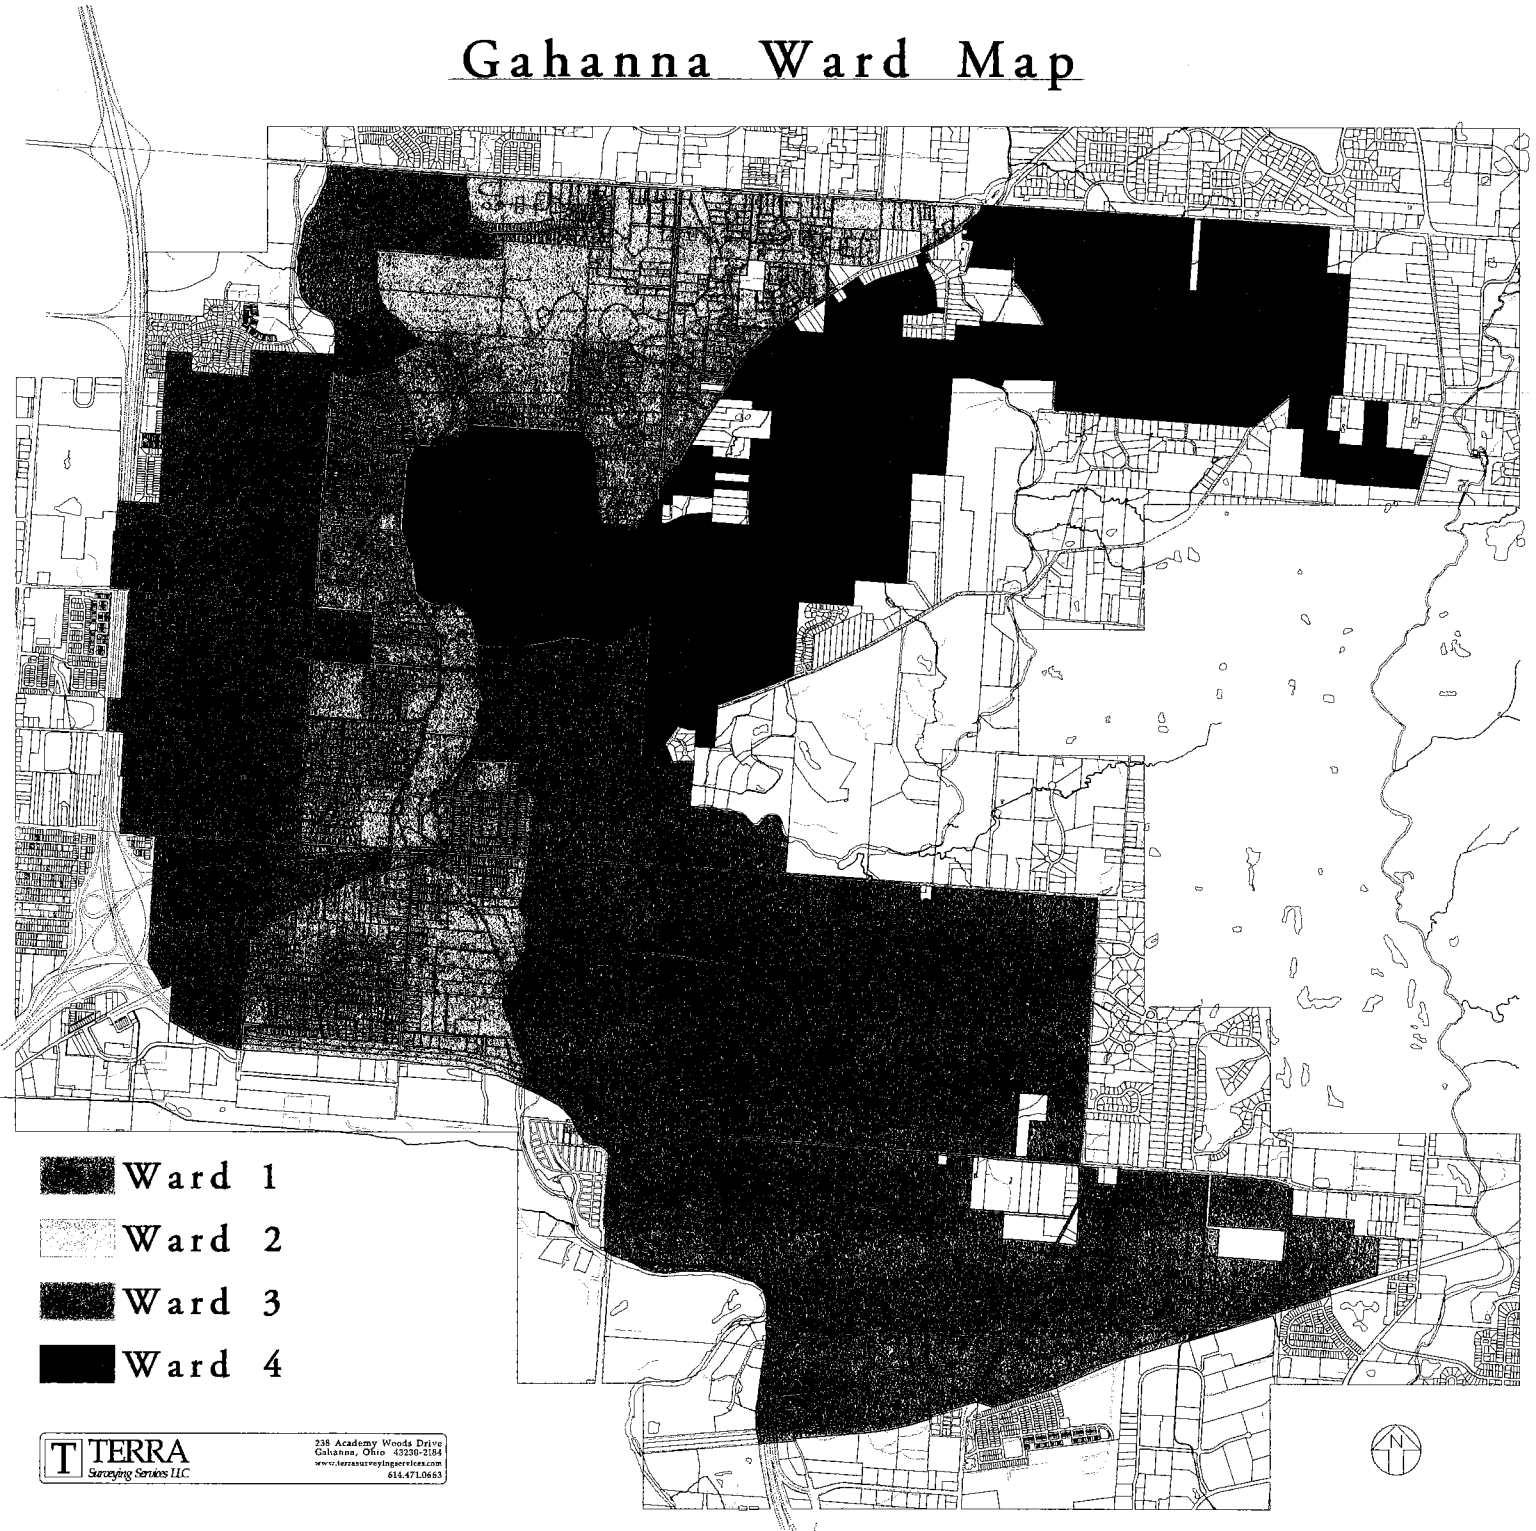 Gahanna Ward Map
Ward 1
Ward 2
Ward 3
Ward 4
T TERRA
Surveying Services LLC
238 Academy Woods Drive
Gahanna, Ohio 43230-2184
www.terrasurveyingservices.com
614.471.0663
N